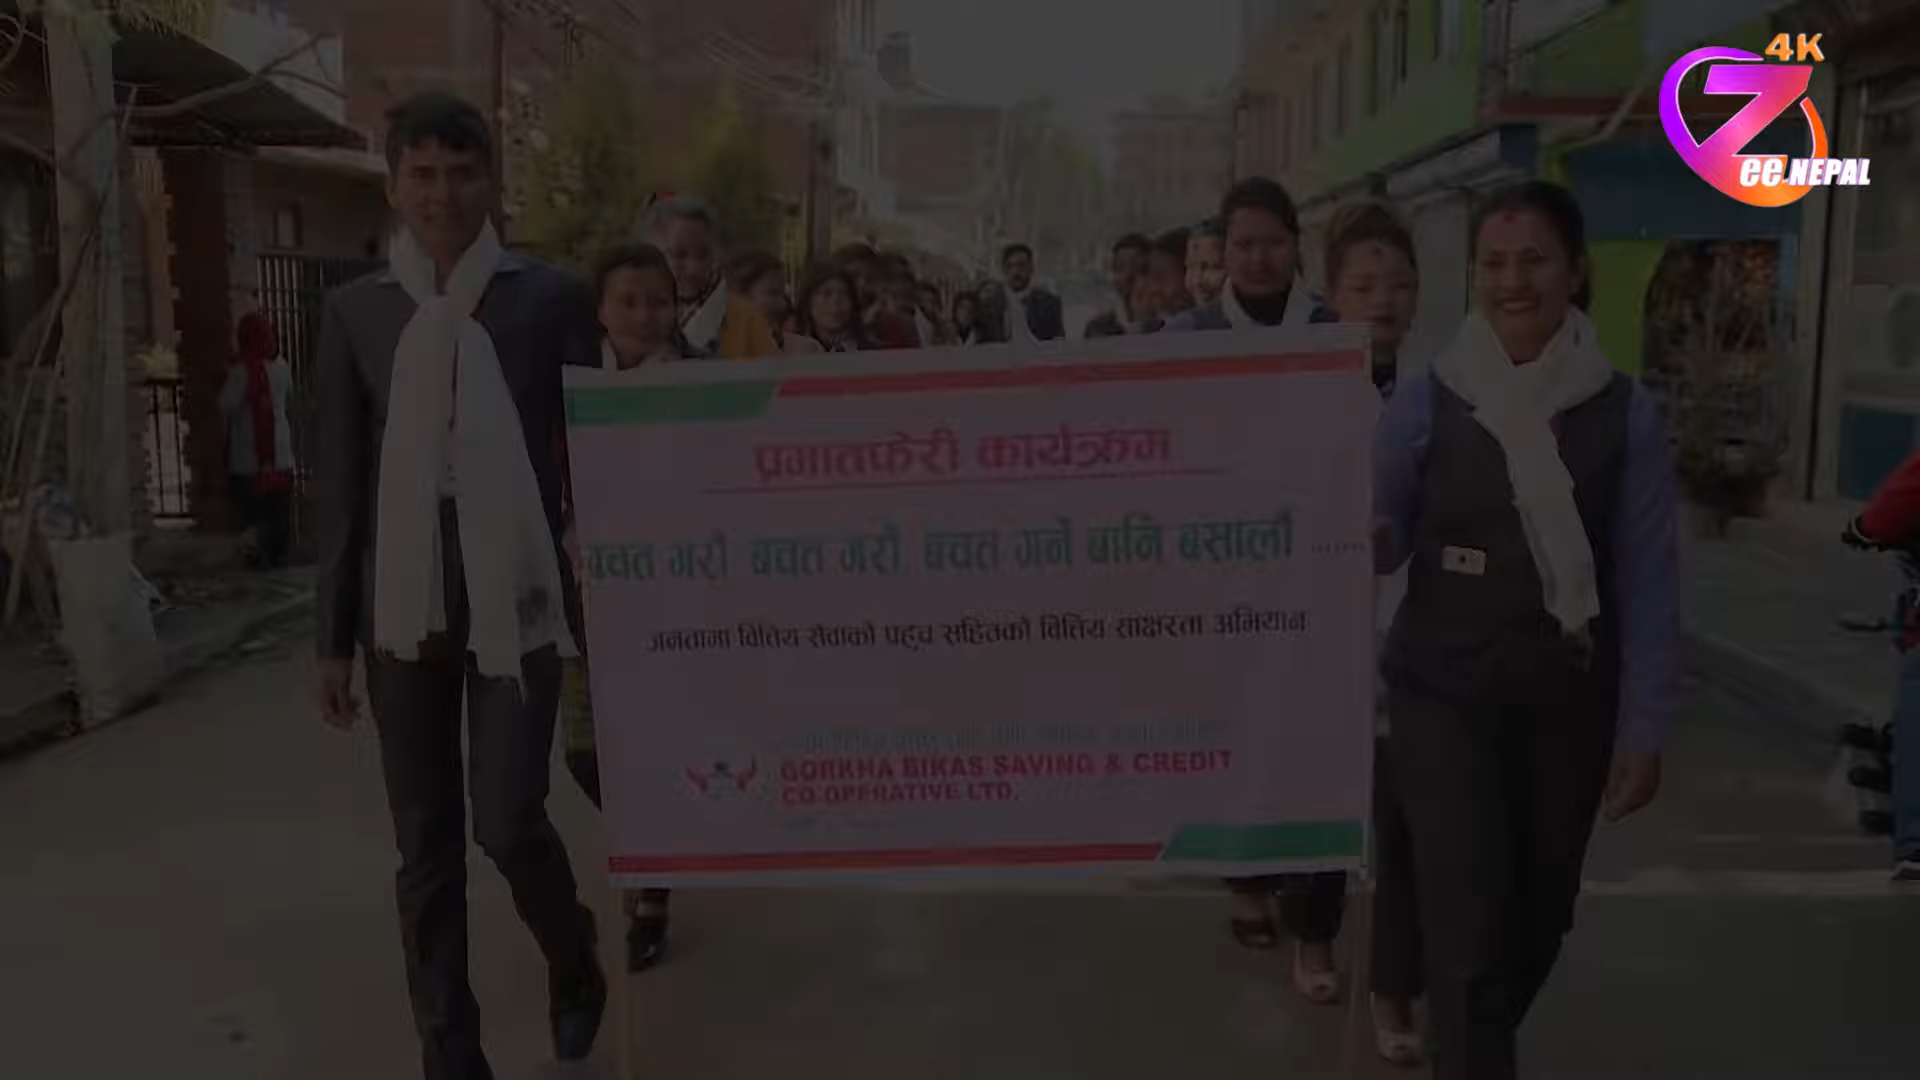 4K
Zee NEPAL
प्रभातफेरी कार्यक्रम
बचत गरौं बचत गरौं बचत गर्ने बानि बसालौं ......
जनतामा वित्तिय सेवाको पहुच सहितको वित्तिय साक्षरता अभियान
GORKHA BIKAS SAVING & CREDIT
CO-OPERATIVE LTD.